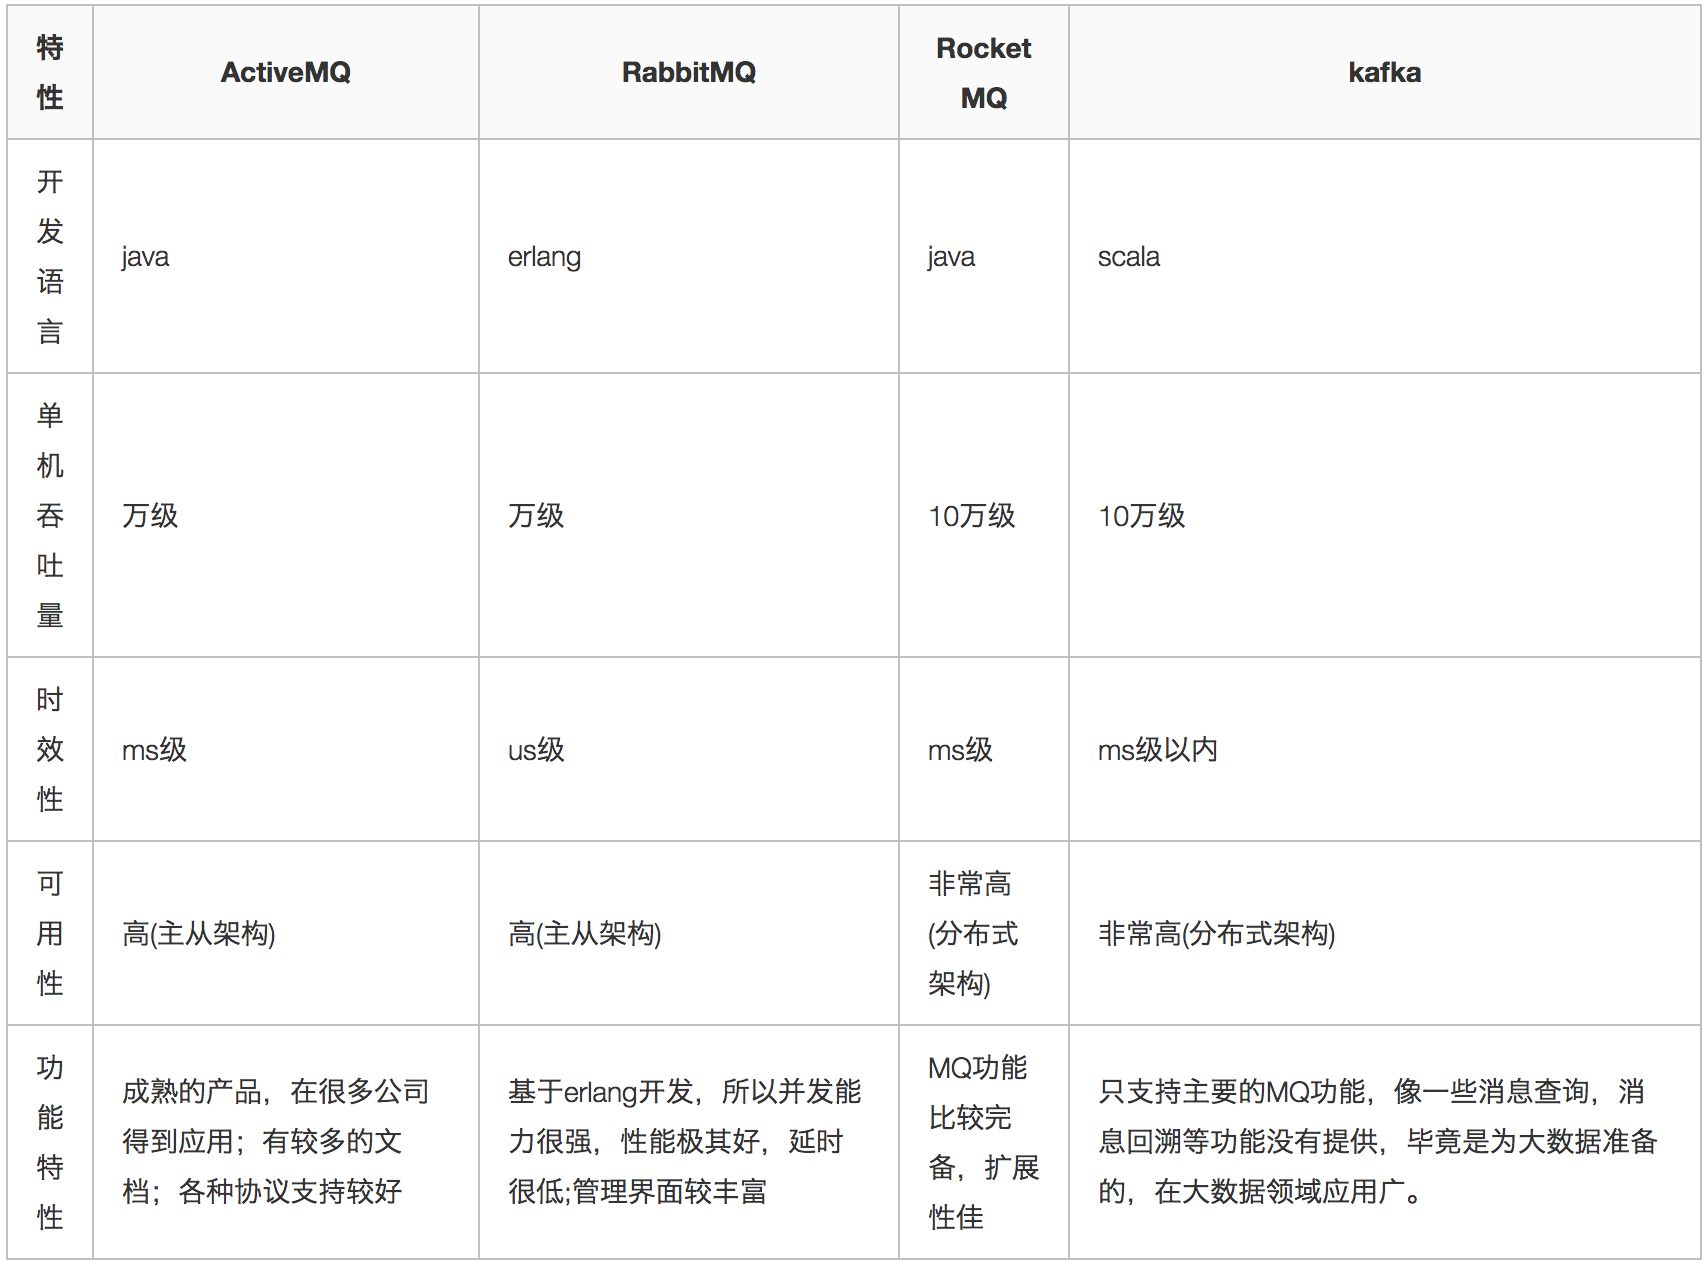 特
性
ActiveMQ
RabbitMQ
Rocket
MQ
kafka
开
发
语
言
java
erlang
java
scala
单
机
吞
吐
量
万级
万级
10万级
10万级
时
效
性
ms级
us级
ms级
ms级以内
可
用
性
高(主从架构)
高(主从架构)
非常高
(分布式
架构)
非常高(分布式架构)
功
能
特
性
成熟的产品，在很多公司
得到应用；有较多的文
档；各种协议支持较好
基于erlang开发，所以并发能
力很强，性能极其好，延时
很低;管理界面较丰富
MQ功能
比较完
备，扩展
性佳
只支持主要的MQ功能，像一些消息查询，消
息回溯等功能没有提供，毕竟是为大数据准备
的，在大数据领域应用广。